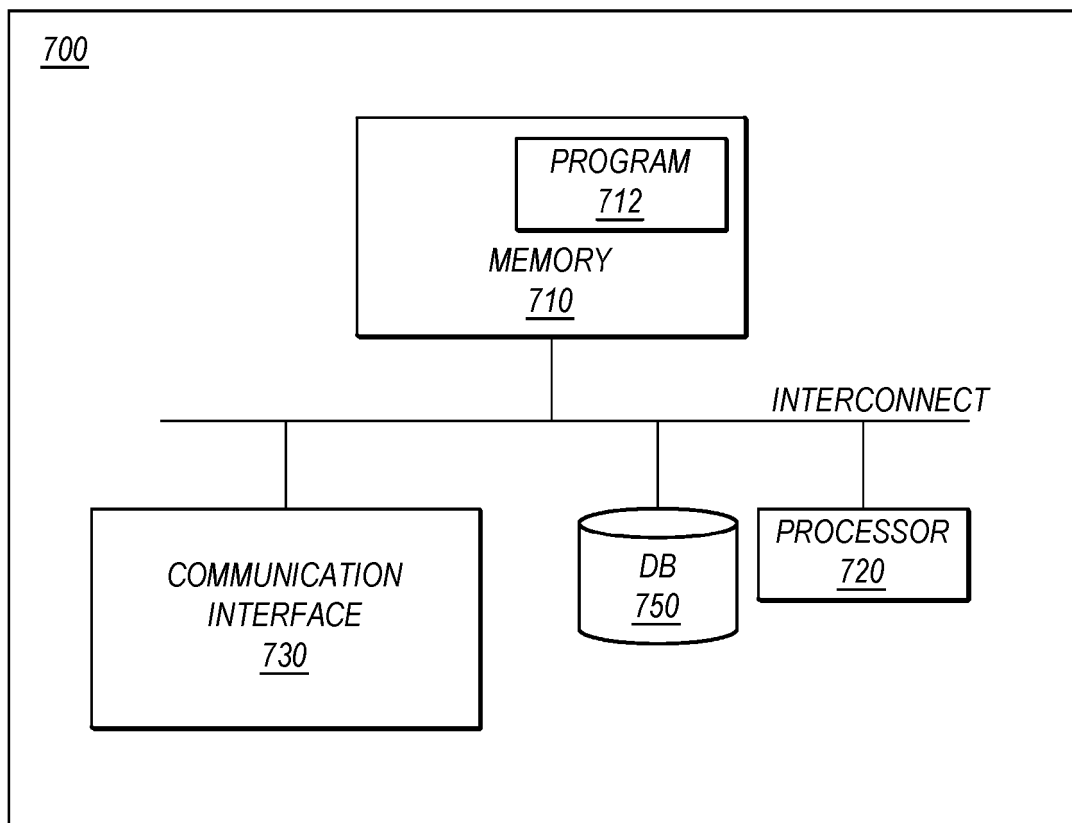 700
PROGRAM
712
MEMORY
710
INTERCONNECT
COMMUNICATION
INTERFACE
730
DB
750
PROCESSOR
720